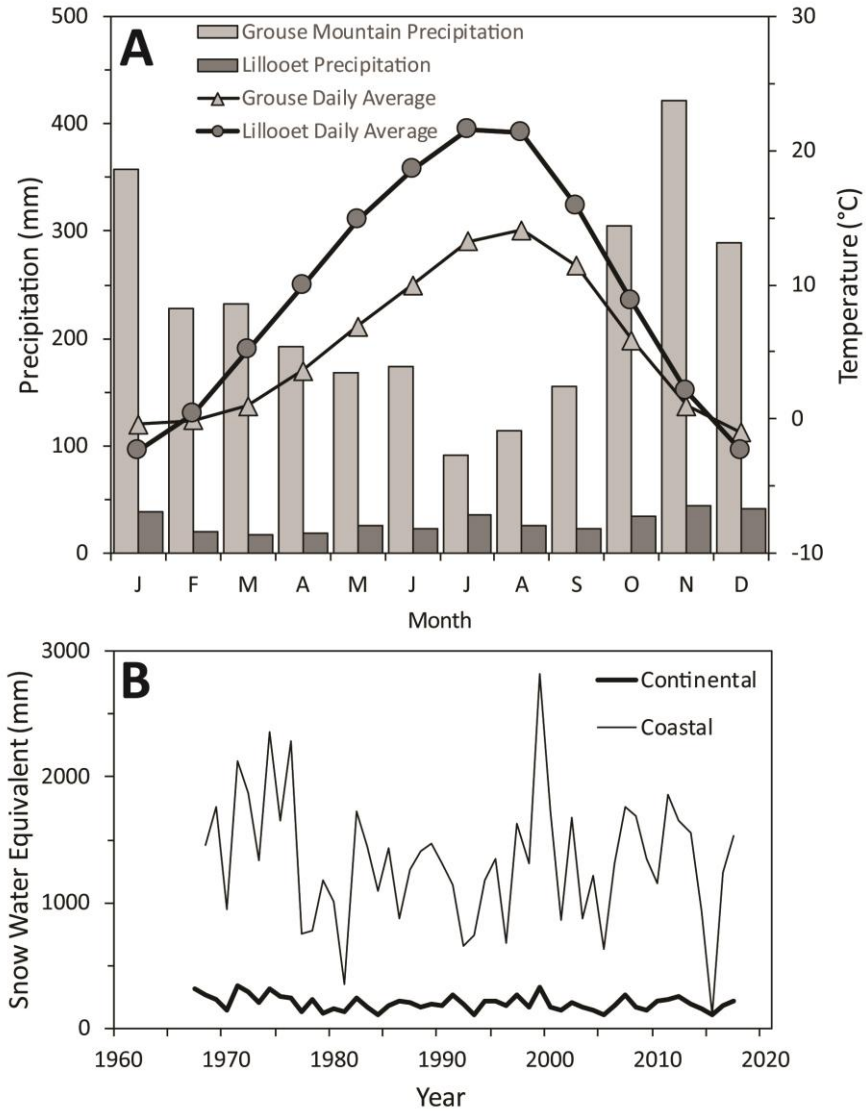 A
Grouse Mountain Precipitation
Lillooet Precipitation
Grouse Daily Average
Lillooet Daily Average
Precipitation (mm)
500
400
300
200
100
0
Temperature (°C)
30
20
10
0
-10
J F M A M J J A S O N D
Month
B
Continental
Coastal
Snow Water Equivalent (mm)
3000
2000
1000
0
1960 1970 1980 1990 2000 2010 2020
Year